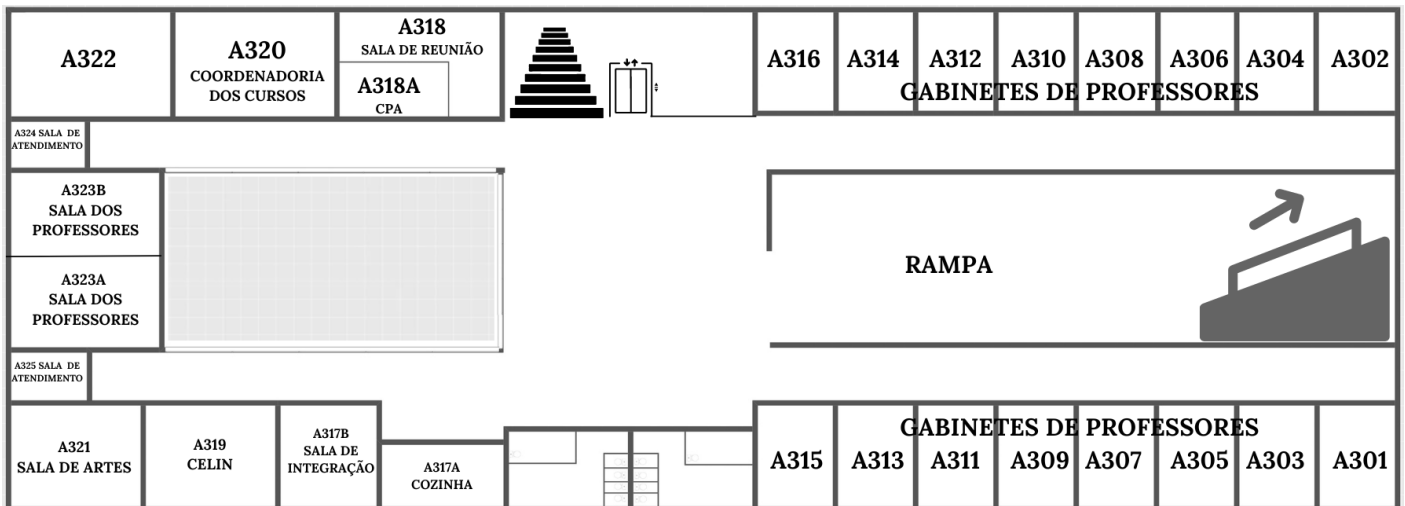 A322
A320
COORDENADORIA
DOS CURSOS
A318
SALA DE REUNIÃO
A318A
CPA
A316
A314
A312
A310
A308
A306
A304
A302
GABINETES DE PROFESSORES
A324 SALA DE
ATENDIMENTO
A323B
SALA DOS
PROFESSORES
A323A
SALA DOS
PROFESSORES
RAMPA
A325 SALA DE
ATENDIMENTO
A321
SALA DE ARTES
A319
CELIN
A317B
SALA DE
INTEGRAÇÃO
A317A
COZINHA
GABINETES DE PROFESSORES
A315
A313
A311
A309
A307
A305
A303
A301